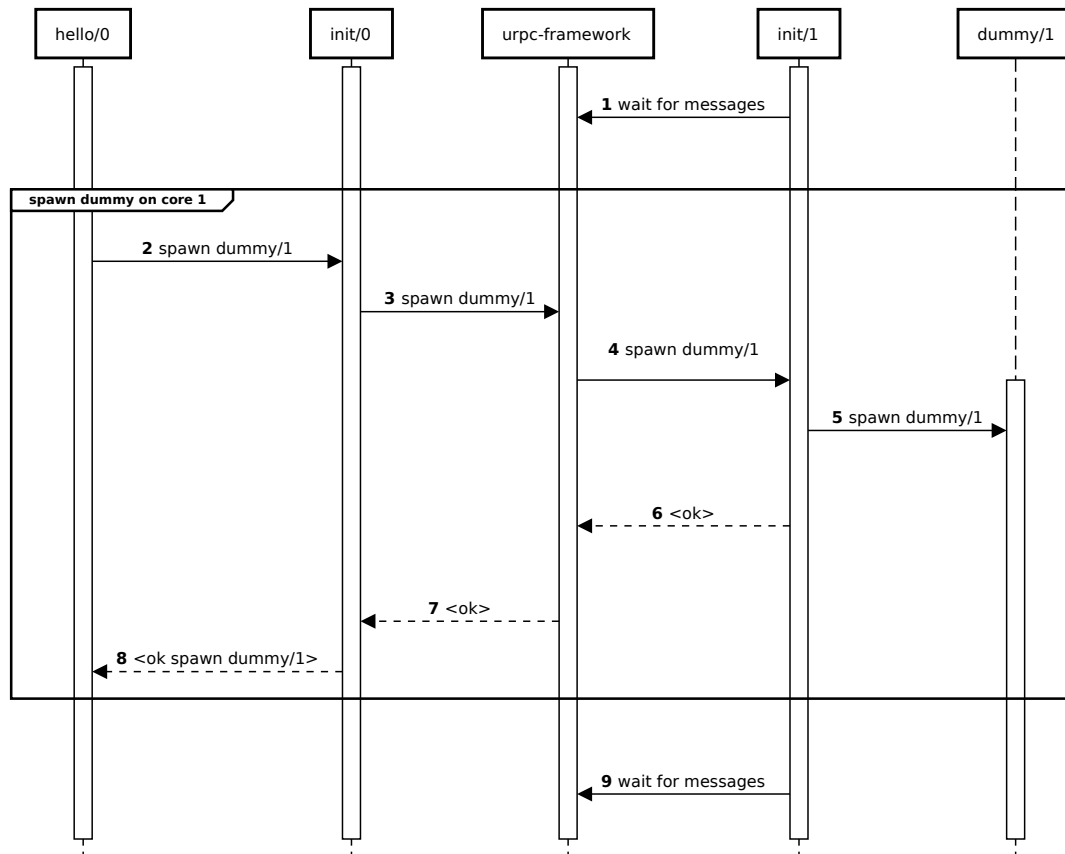 hello/0
init/0
urpc-framework
init/1
dummy/1
1 wait for messages
spawn dummy on core 1
2 spawn dummy/1
3 spawn dummy/1
4 spawn dummy/1
5 spawn dummy/1
6 <ok>
7 <ok>
8 <ok spawn dummy/1>
9 wait for messages